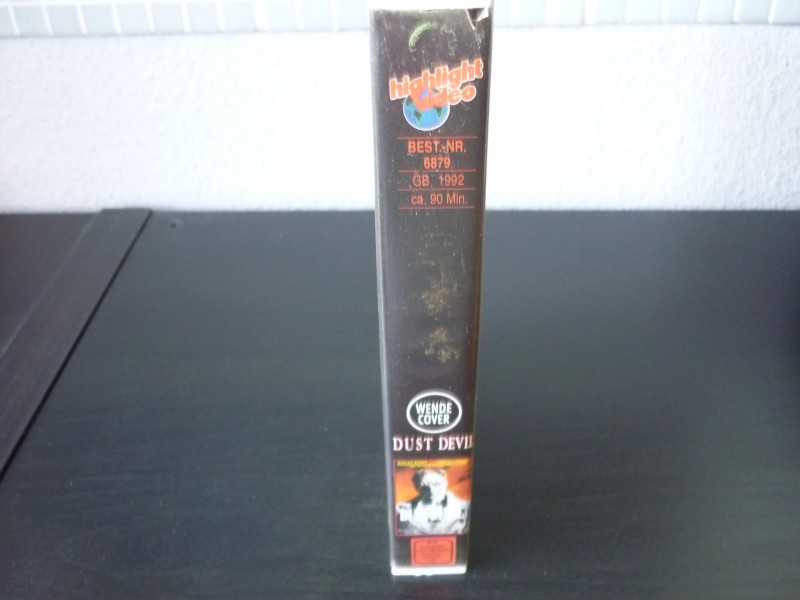 highlight
video
BEST.-NR.
6879
GB 1992
ca. 90 Min.
WENDE
COVER
DUST DEVIL